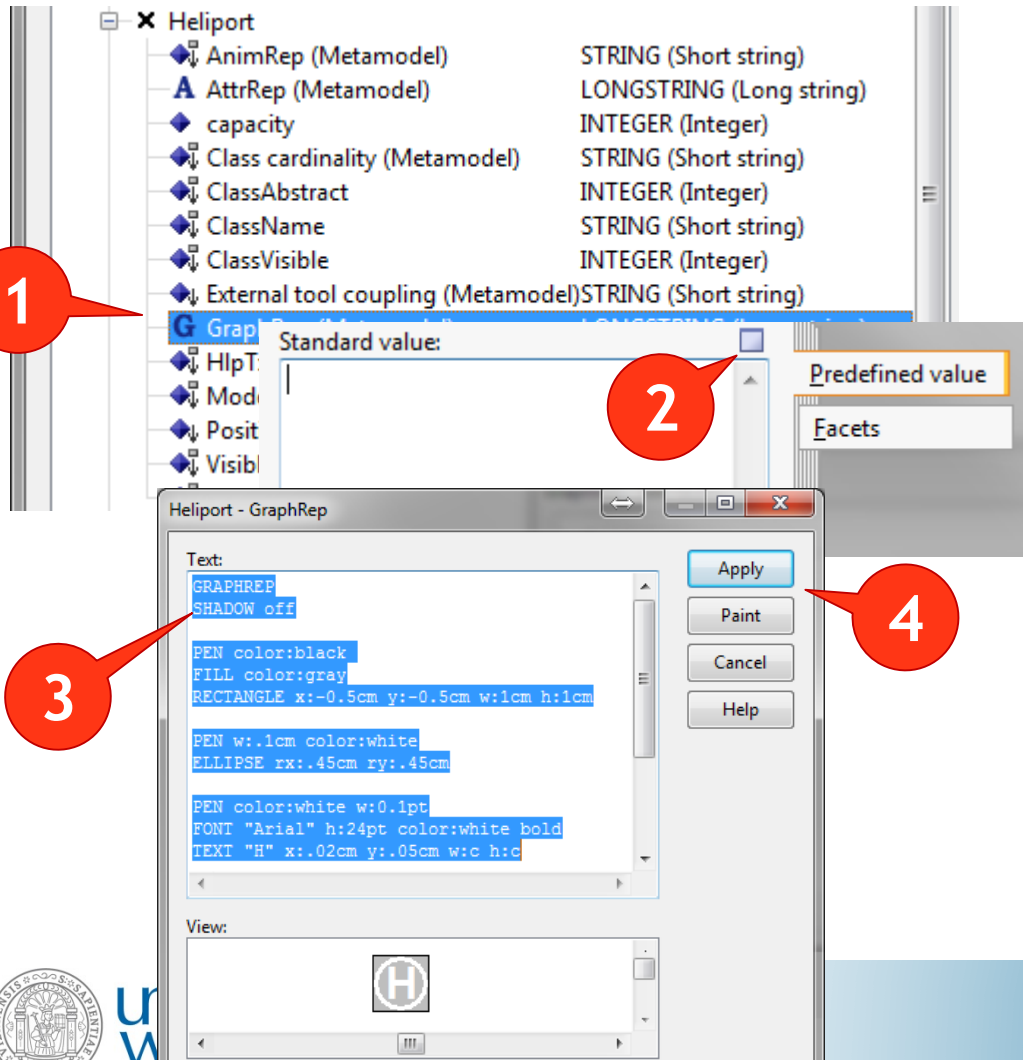 Heliport
AnimRep (Metamodel) STRING (Short string)
A AttrRep (Metamodel) LONGSTRING (Long string)
capacity INTEGER (Integer)
Class cardinality (Metamodel) STRING (Short string)
ClassAbstract INTEGER (Integer)
ClassName STRING (Short string)
ClassVisible INTEGER (Integer)
1
External tool coupling (Metamodel)STRING (Short string)
G
Standard value:
2
Predefined value
Facets
Heliport - GraphRep
Text:
GRAPHREP
SHADOW off
PEN color:black
FILL color:gray
RECTANGLE x:-0.5cm y:-0.5cm w:1cm h:1cm
PEN w:.1cm color:white
ELLIPSE rx:.45cm ry:.45cm
PEN color:white w:0.1pt
FONT "Arial" h:24pt color:white bold
TEXT "H" x:.02cm y:.05cm w:c h:c
3
Apply
Paint
Cancel
Help
4
View:
H